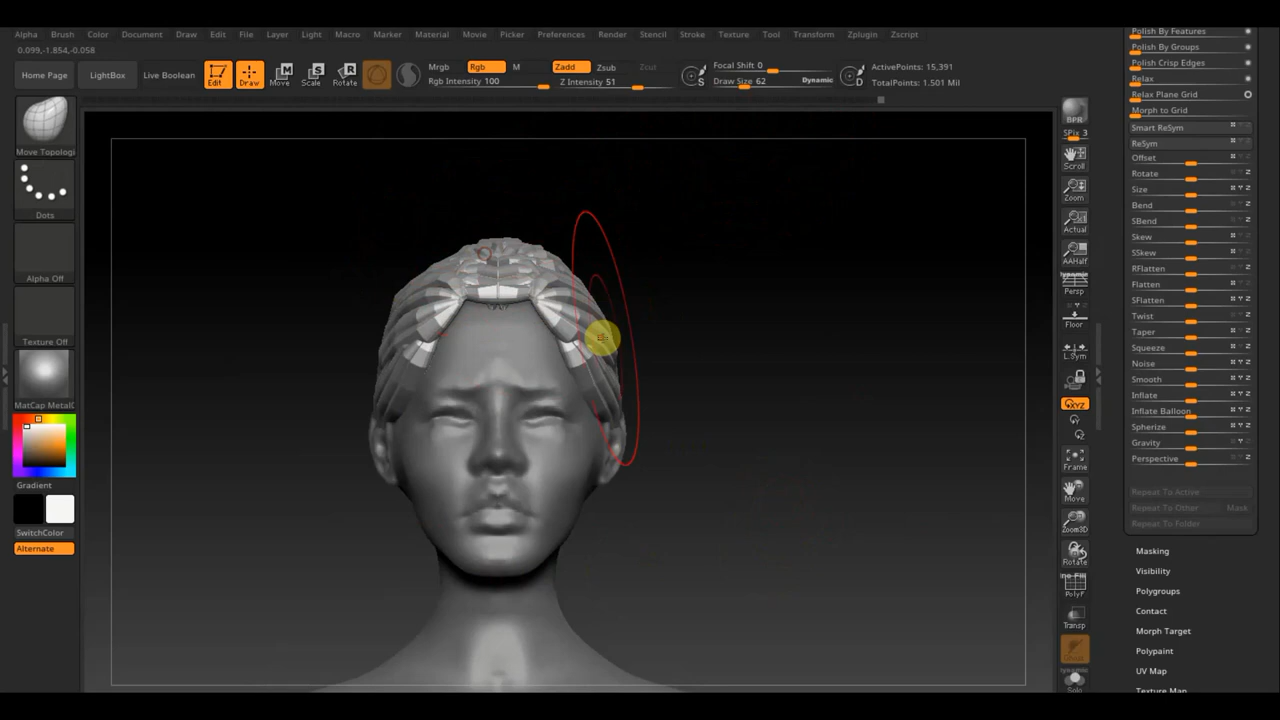 Alpha Brush Color Document Draw Edit File Layer Light Macro Marker Material Movie Picker Preferences Render Stencil Stroke Texture Tool Transform Zplugin Zscript
0.099,-1.854,-0.058
Home Page
LightBox
Live Boolean
Edit
Draw
Move
Scale
Rotate
Mrgb
Rgb
M
Rgb Intensity 100
Zadd
Zsub
Zcut
Z Intensity 51
S
Focal Shift 0
Draw Size 62
Dynamic
D
ActivePoints: 15,391
TotalPoints: 1.501 Mil
Move Topologi
Dots
Alpha Off
Texture Off
MatCap MetalC
Gradient
SwitchColor
Alternate
BPR
SPix 3
Scroll
Zoom
Actual
AAHalf
Dynamic
Persp
Floor
L.Sym
XYZ
Y
Z
Frame
Move
Zoom3D
Rotate
PolyF
Transp
Solo
Polish By Features
Polish By Groups
Polish Crisp Edges
Relax
Relax Plane Grid
Morph to Grid
Smart ReSym
ReSym
Offset
Rotate
Size
Bend
SBend
Skew
SSkew
RFlatten
Flatten
SFlatten
Twist
Taper
Squeeze
Noise
Smooth
Inflate
Inflate Balloon
Spherize
Gravity
Perspective
Repeat To Active
Repeat To Other Mask
Repeat To Folder
Masking
Visibility
Polygroups
Contact
Morph Target
Polypaint
UV Map
Texture Map